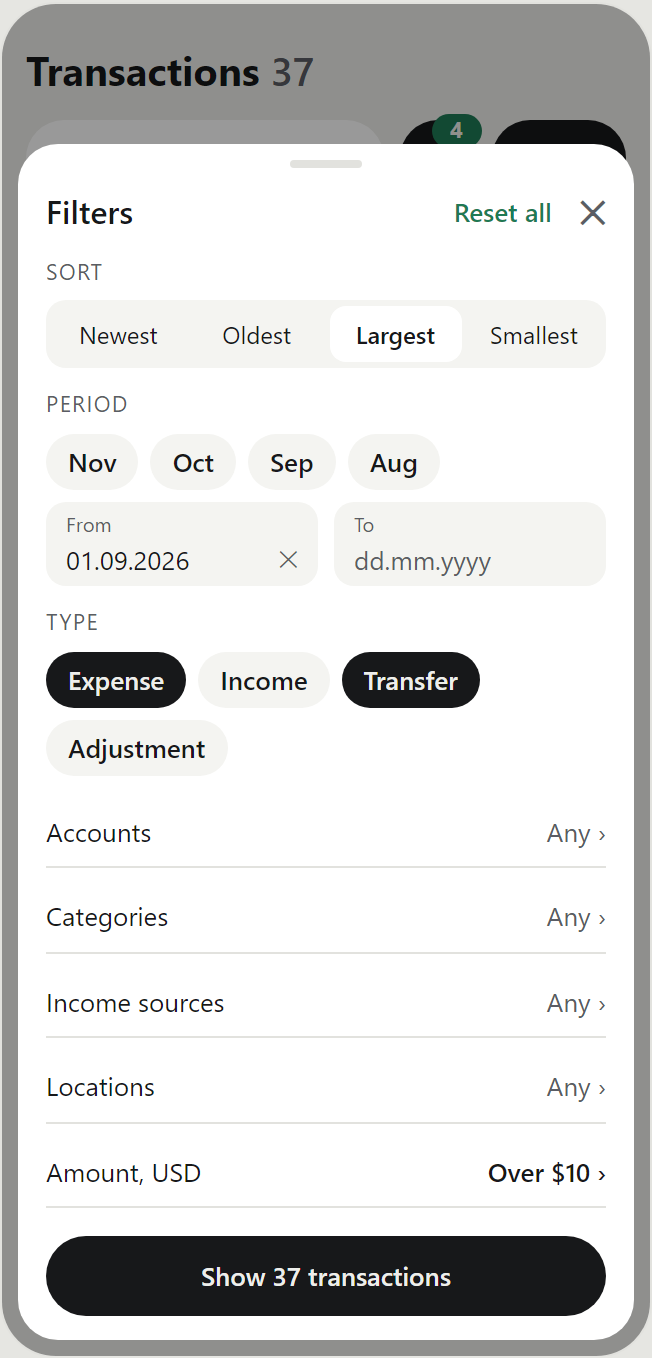 Transactions 37
4
Filters
Reset all
SORT
Newest Oldest Largest Smallest
PERIOD
Nov Oct Sep Aug
From To
01.09.2026 dd.mm.yyyy
TYPE
Expense Income Transfer
Adjustment
Accounts Any ›
Categories Any ›
Income sources Any ›
Locations Any ›
Amount, USD Over $10 ›
Show 37 transactions